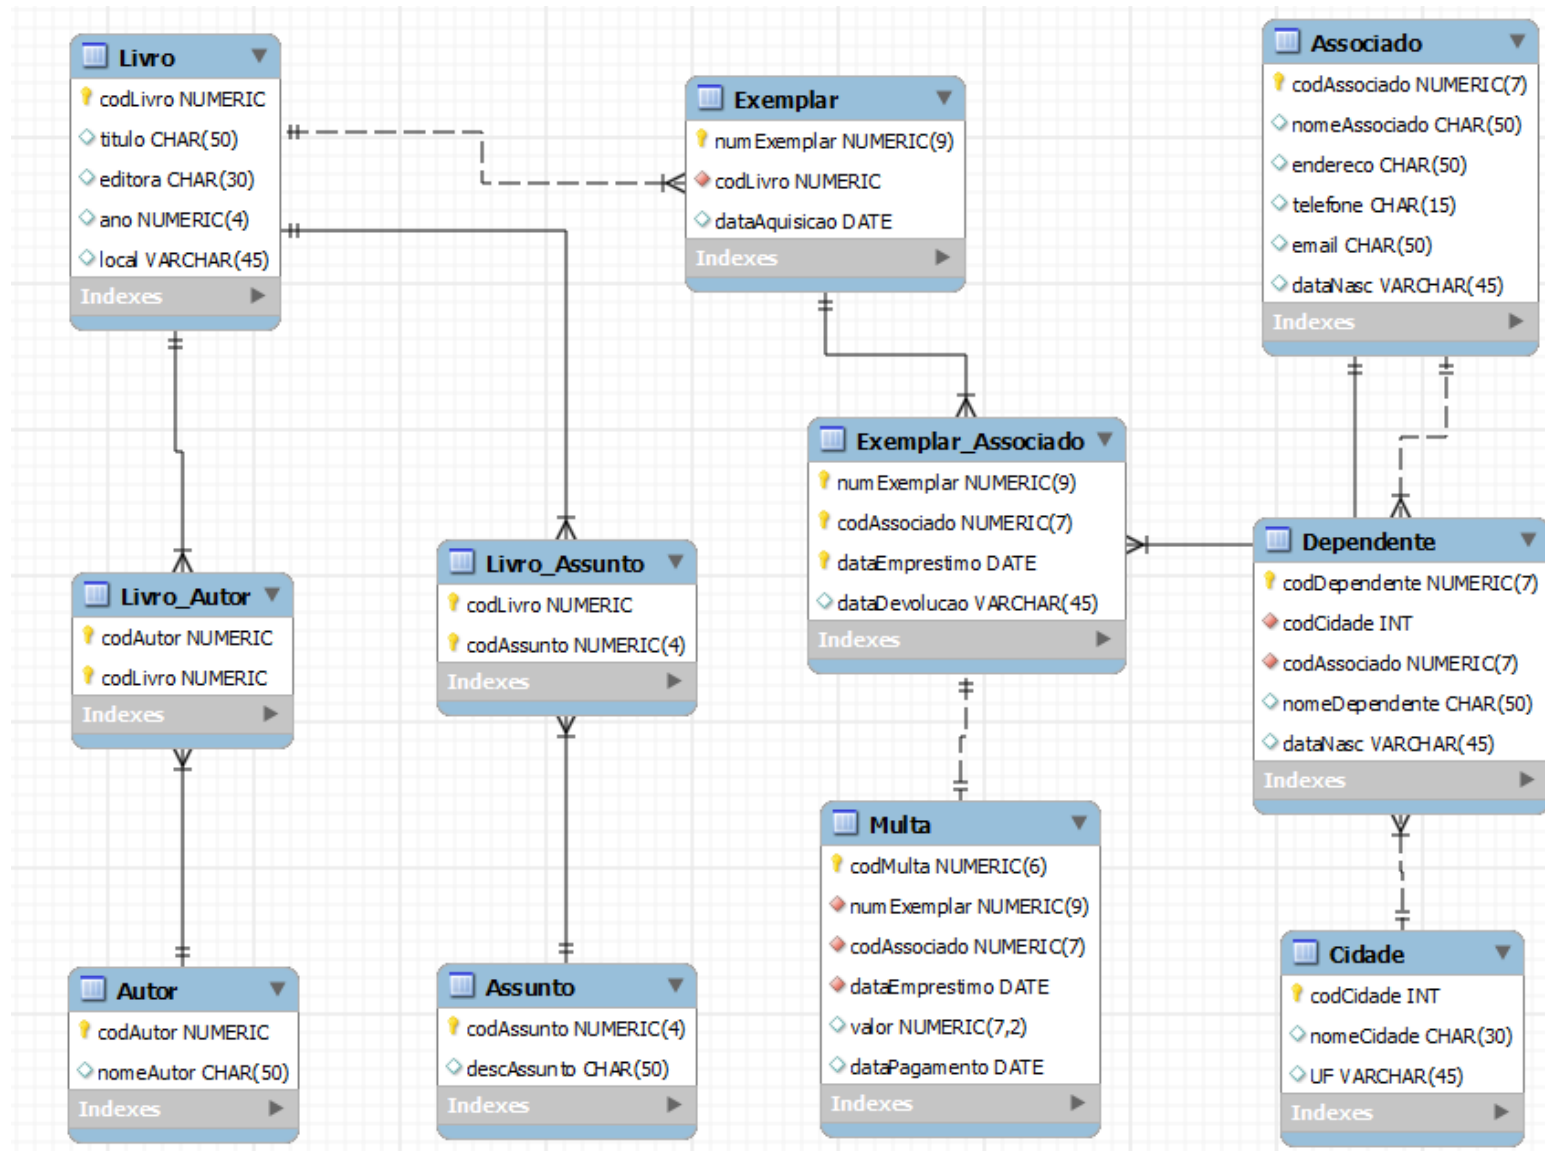 Livro
codLivro NUMERIC
titulo CHAR(50)
editora CHAR(30)
ano NUMERIC(4)
local VARCHAR(45)
Indexes
Exemplar
numExemplar NUMERIC(9)
codLivro NUMERIC
dataAquisicao DATE
Indexes
Associado
codAssociado NUMERIC(7)
nomeAssociado CHAR(50)
endereco CHAR(50)
telefone CHAR(15)
email CHAR(50)
dataNasc VARCHAR(45)
Indexes
Exemplar_Associado
numExemplar NUMERIC(9)
codAssociado NUMERIC(7)
dataEmprestimo DATE
dataDevolucao VARCHAR(45)
Indexes
Livro_Autor
codAutor NUMERIC
codLivro NUMERIC
Indexes
Livro_Assunto
codLivro NUMERIC
codAssunto NUMERIC(4)
Indexes
Dependente
codDependente NUMERIC(7)
codCidade INT
codAssociado NUMERIC(7)
nomeDependente CHAR(50)
dataNasc VARCHAR(45)
Indexes
Autor
codAutor NUMERIC
nomeAutor CHAR(50)
Indexes
Assunto
codAssunto NUMERIC(4)
descAssunto CHAR(50)
Indexes
Multa
codMulta NUMERIC(6)
numExemplar NUMERIC(9)
codAssociado NUMERIC(7)
dataEmprestimo DATE
valor NUMERIC(7,2)
dataPagamento DATE
Indexes
Cidade
codCidade INT
nomeCidade CHAR(30)
UF VARCHAR(45)
Indexes